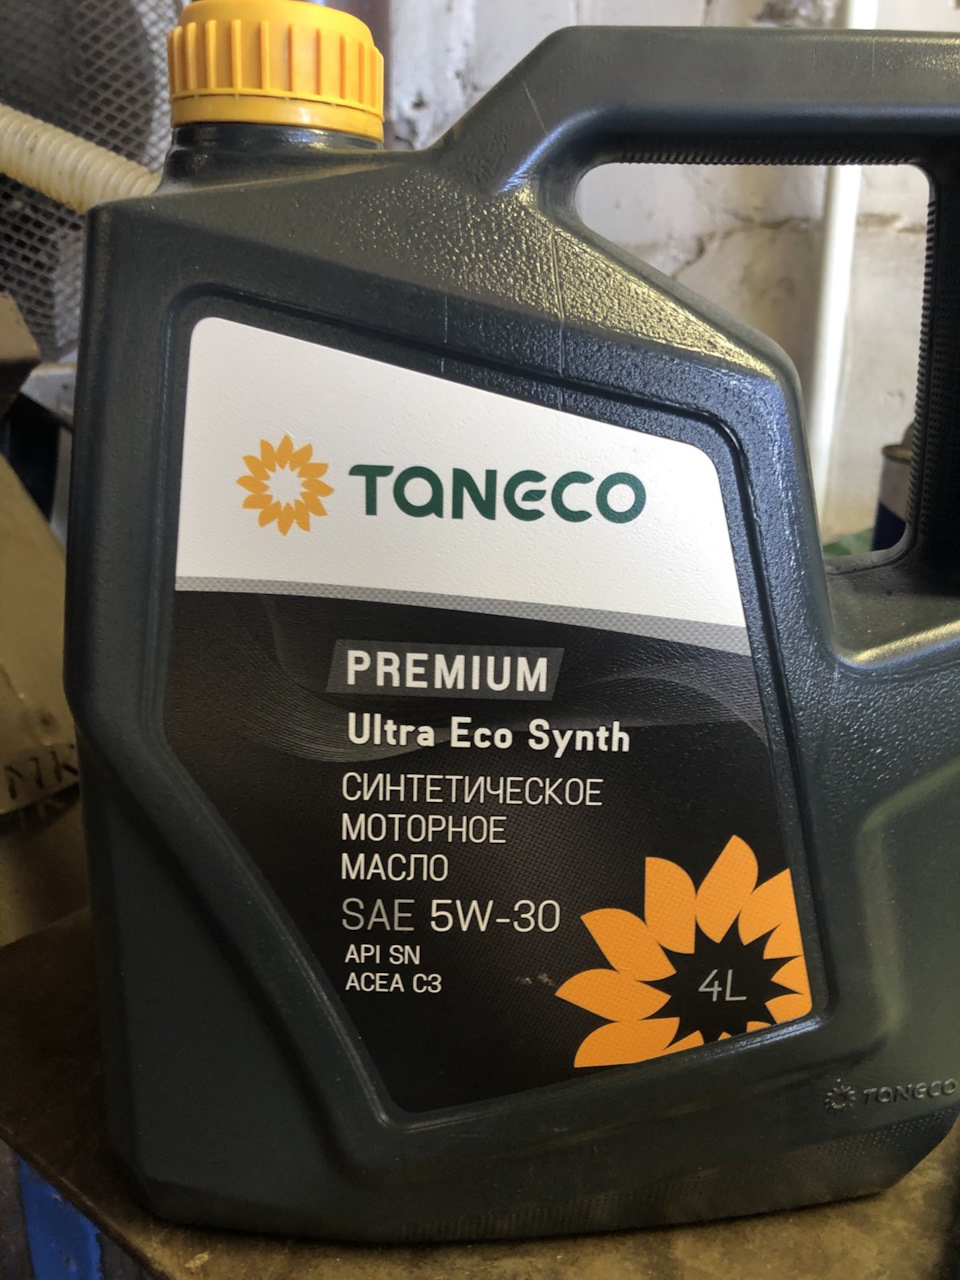 TANECO
PREMIUM
Ultra Eco Synth
СИНТЕТИЧЕСКОЕ
МОТОРНОЕ
МАСЛО
SAE 5W-30
API SN
ACEA C3
4L
TANECO